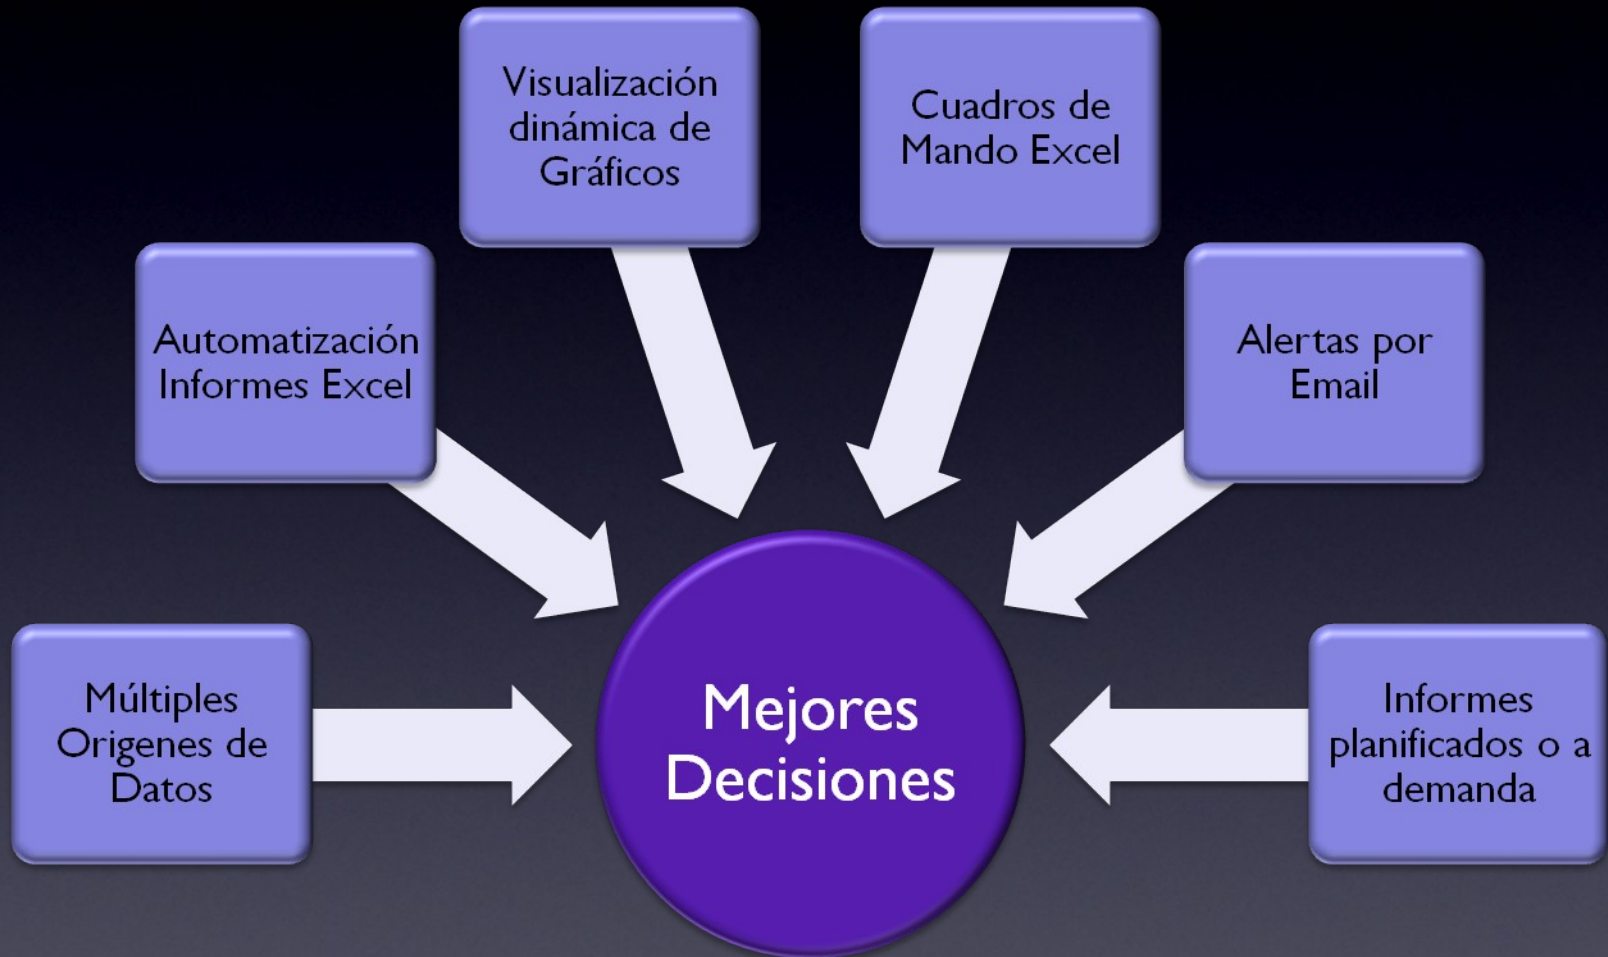 Visualización
dinámica de
Gráficos
Cuadros de
Mando Excel
Automatización
Informes Excel
Alertas por
Email
Múltiples
Origenes de
Datos
Mejores
Decisiones
Informes
planificados o a
demanda